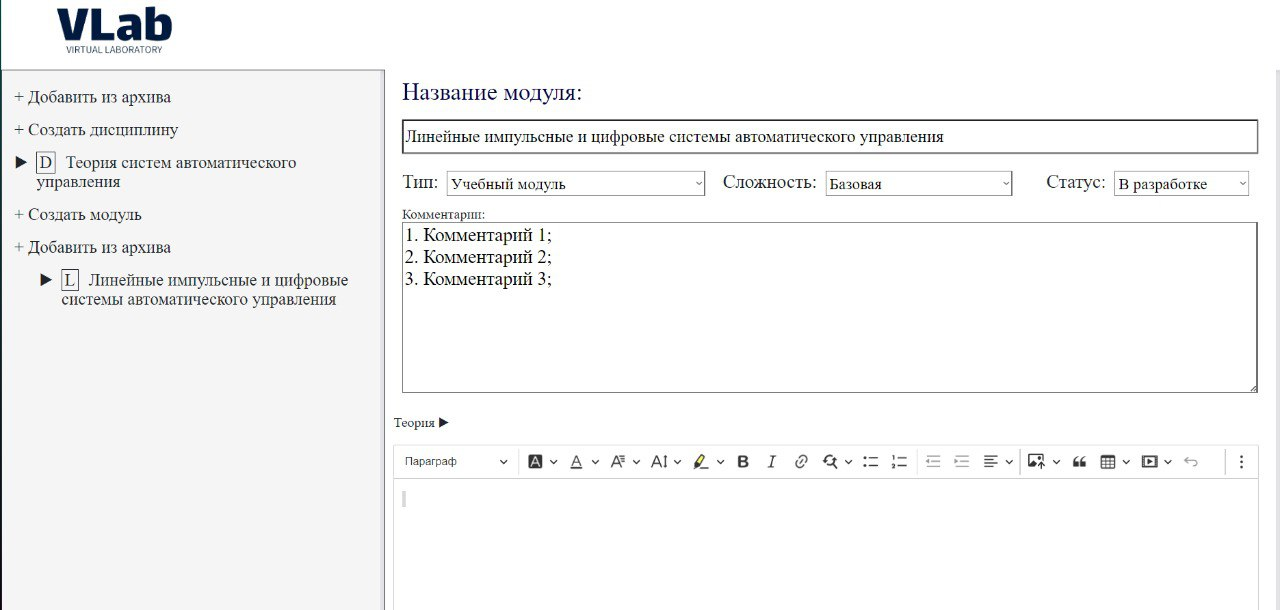 VLab
VIRTUAL LABORATORY
+ Добавить из архива
+ Создать дисциплину
▶ D Теория систем автоматического
управления
+ Создать модуль
+ Добавить из архива
▶ L Линейные импульсные и цифровые
системы автоматического управления
Название модуля:
Линейные импульсные и цифровые системы автоматического управления
Тип: Учебный модуль Сложность: Базовая Статус: В разработке
Комментарии:
1. Комментарий 1;
2. Комментарий 2;
3. Комментарий 3;
Теория ▶
Параграф